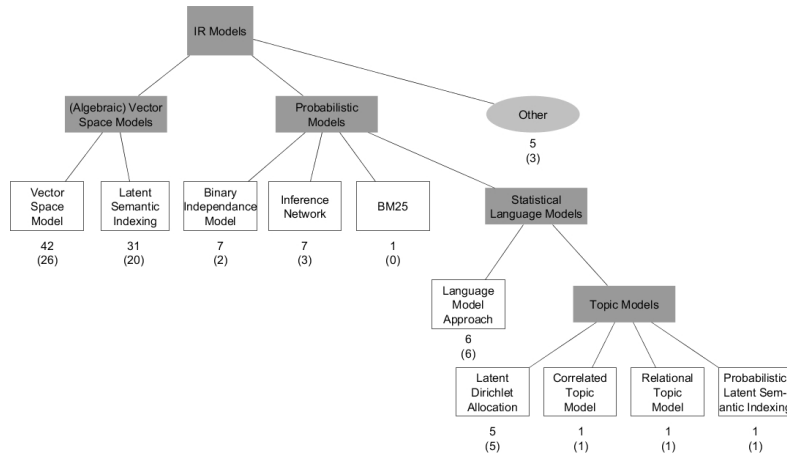 IR Models
(Algebraic) Vector
Space Models
Probabilistic
Models
Other
5
(3)
Vector
Space
Model
42
(26)
Latent
Semantic
Indexing
31
(20)
Binary
Independance
Model
7
(2)
Inference
Network
7
(3)
BM25
1
(0)
Statistical
Language Models
Language
Model
Approach
6
(6)
Topic Models
Latent
Dirichlet
Allocation
5
(5)
Correlated
Topic
Model
1
(1)
Relational
Topic
Model
1
(1)
Probabilistic
Latent Sem-
antic Indexing
1
(1)